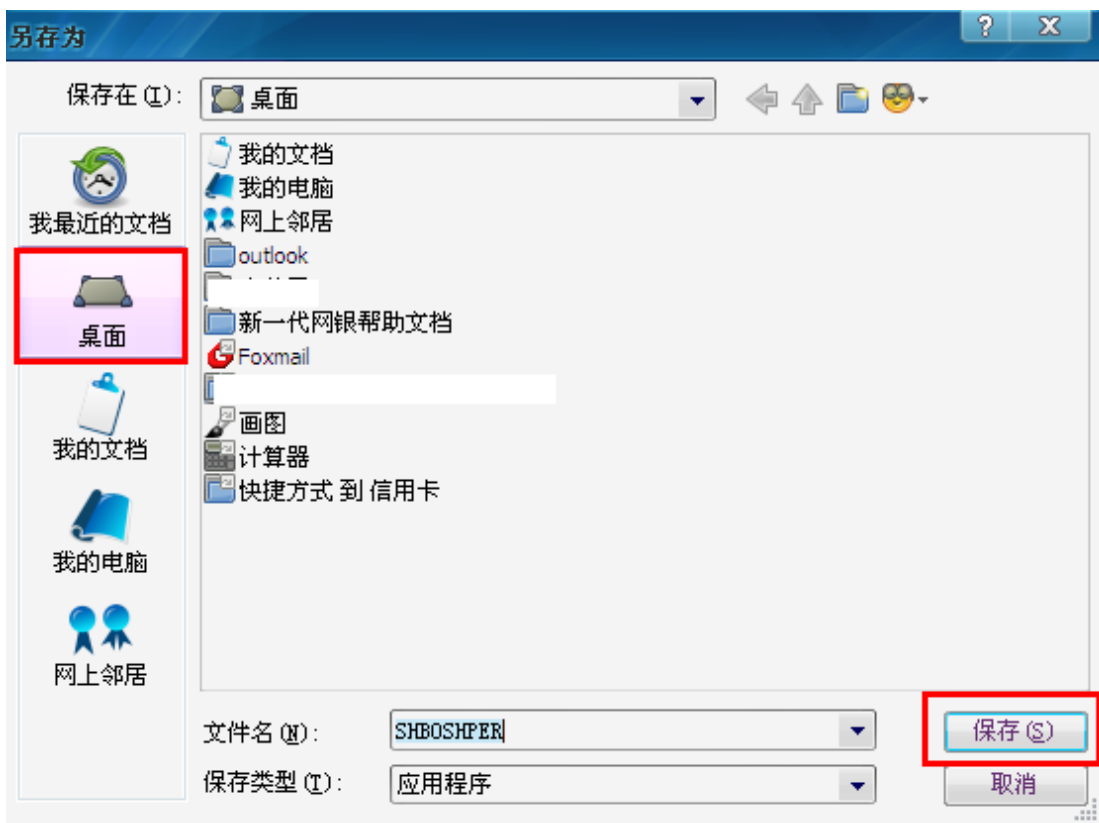 另存为
保存在(I):
桌面
我最近的文档
桌面
我的文档
我的电脑
网上邻居
我的文档
我的电脑
网上邻居
outlook
新一代网银帮助文档
Foxmail
画图
计算器
快捷方式 到 信用卡
文件名(N):
SHBOSHPER
保存(S)
保存类型(T):
应用程序
取消